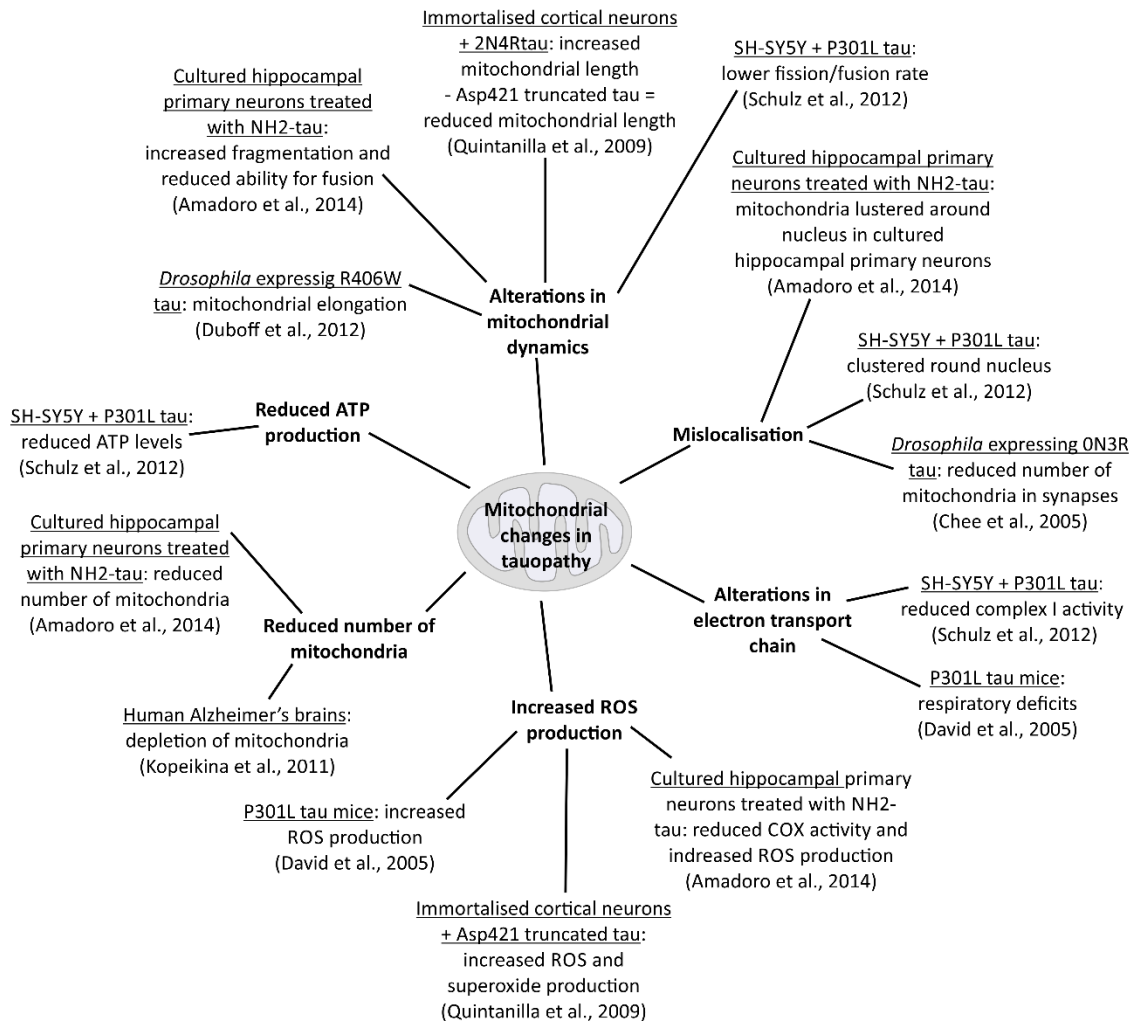 Immortalised cortical neurons
+ 2N4Rtau: increased
mitochondrial length
- Asp421 truncated tau =
reduced mitochondrial length
(Quintanilla et al., 2009)
SH-SY5Y + P301L tau:
lower fission/fusion rate
(Schulz et al., 2012)
Cultured hippocampal
primary neurons treated
with NH2-tau:
increased fragmentation and
reduced ability for fusion
(Amadoro et al., 2014)
Cultured hippocampal primary
neurons treated with NH2-tau:
mitochondria lustered around
nucleus in cultured
hippocampal primary neurons
(Amadoro et al., 2014)
Drosophila expressig R406W
tau: mitochondrial elongation
(Duboff et al., 2012)
Alterations in
mitochondrial
dynamics
SH-SY5Y + P301L tau:
clustered round nucleus
(Schulz et al., 2012)
SH-SY5Y + P301L tau:
reduced ATP levels
(Schulz et al., 2012)
Reduced ATP
production
Mislocalisation
Drosophila expressing 0N3R
tau: reduced number of
mitochondria in synapses
(Chee et al., 2005)
Mitochondrial
changes in
tauopathy
Cultured hippocampal
primary neurons treated
with NH2-tau: reduced
number of mitochondria
(Amadoro et al., 2014)
Reduced number of
mitochondria
Alterations in
electron transport
chain
SH-SY5Y + P301L tau:
reduced complex I activity
(Schulz et al., 2012)
P301L tau mice:
respiratory deficits
(David et al., 2005)
Human Alzheimer's brains:
depletion of mitochondria
(Kopeikina et al., 2011)
Increased ROS
production
P301L tau mice: increased
ROS production
(David et al., 2005)
Cultured hippocampal primary
neurons treated with NH2-
tau: reduced COX activity and
indreased ROS production
(Amadoro et al., 2014)
Immortalised cortical neurons
+ Asp421 truncated tau:
increased ROS and
superoxide production
(Quintanilla et al., 2009)